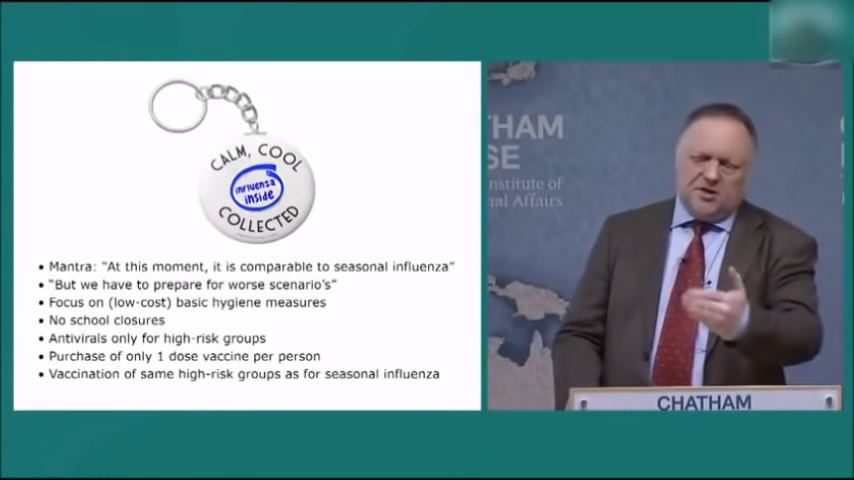 CALM, COOL
influenza
inside
COLLECTED
• Mantra: “At this moment, it is comparable to seasonal influenza”
• “But we have to prepare for worse scenario’s”
• Focus on (low-cost) basic hygiene measures
• No school closures
• Antivirals only for high-risk groups
• Purchase of only 1 dose vaccine per person
• Vaccination of same high-risk groups as for seasonal influenza
THAM
SE
nstitute of
nal Affairs
CHATHAM